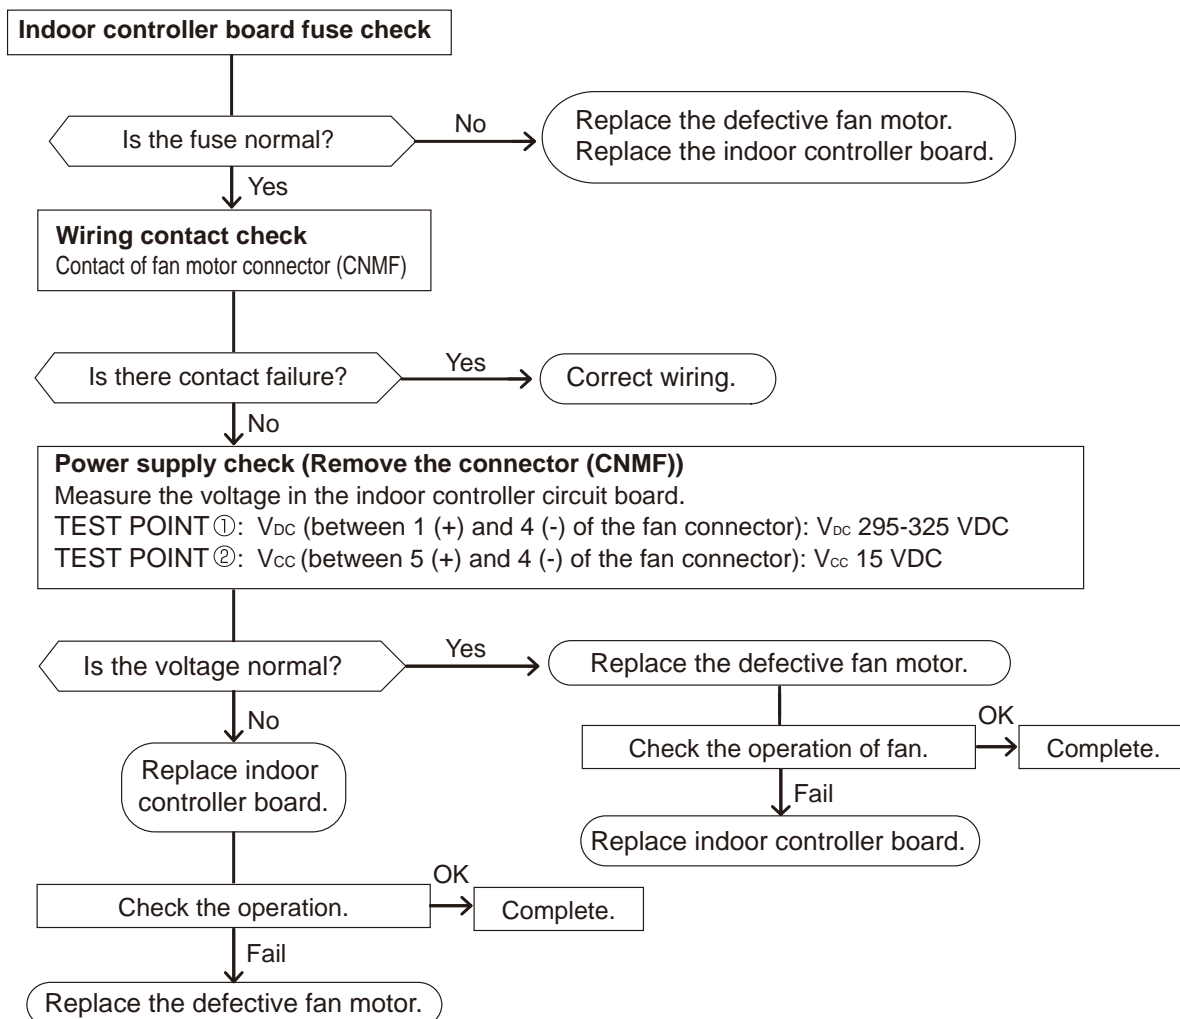 Indoor controller board fuse check
Is the fuse normal?
No
Replace the defective fan motor.
Replace the indoor controller board.
Yes
Wiring contact check
Contact of fan motor connector (CNMF)
Is there contact failure?
Yes
Correct wiring.
No
Power supply check (Remove the connector (CNMF))
Measure the voltage in the indoor controller circuit board.
TEST POINT①: VDC (between 1 (+) and 4 (-) of the fan connector): VDC 295-325 VDC
TEST POINT②: VCC (between 5 (+) and 4 (-) of the fan connector): VCC 15 VDC
Is the voltage normal?
Yes
Replace the defective fan motor.
Check the operation of fan.
OK
Complete.
Fail
Replace indoor controller board.
No
Replace indoor
controller board.
Check the operation.
OK
Complete.
Fail
Replace the defective fan motor.